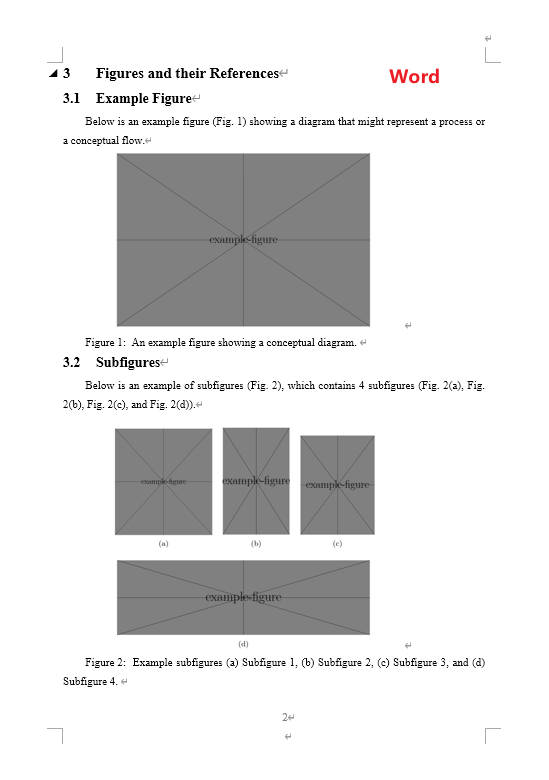 3 Figures and their References
Word
3.1 Example Figure
Below is an example figure (Fig. 1) showing a diagram that might represent a process or
a conceptual flow.
example-figure
Figure 1: An example figure showing a conceptual diagram.
3.2 Subfigures
Below is an example of subfigures (Fig. 2), which contains 4 subfigures (Fig. 2(a), Fig.
2(b), Fig. 2(c), and Fig. 2(d)).
example-figure example-figure example-figure
(a) (b) (c)
example-figure
(d)
Figure 2: Example subfigures (a) Subfigure 1, (b) Subfigure 2, (c) Subfigure 3, and (d)
Subfigure 4.
2